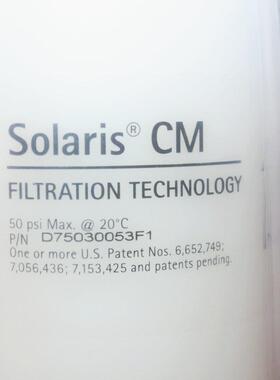 Solaris® CM
FILTRATION TECHNOLOGY
50 psi Max. @ 20°C
P/N D75030053F1
One or more U.S. Patent Nos. 6,652,749;
7,056,436; 7,153,425 and patents pending.